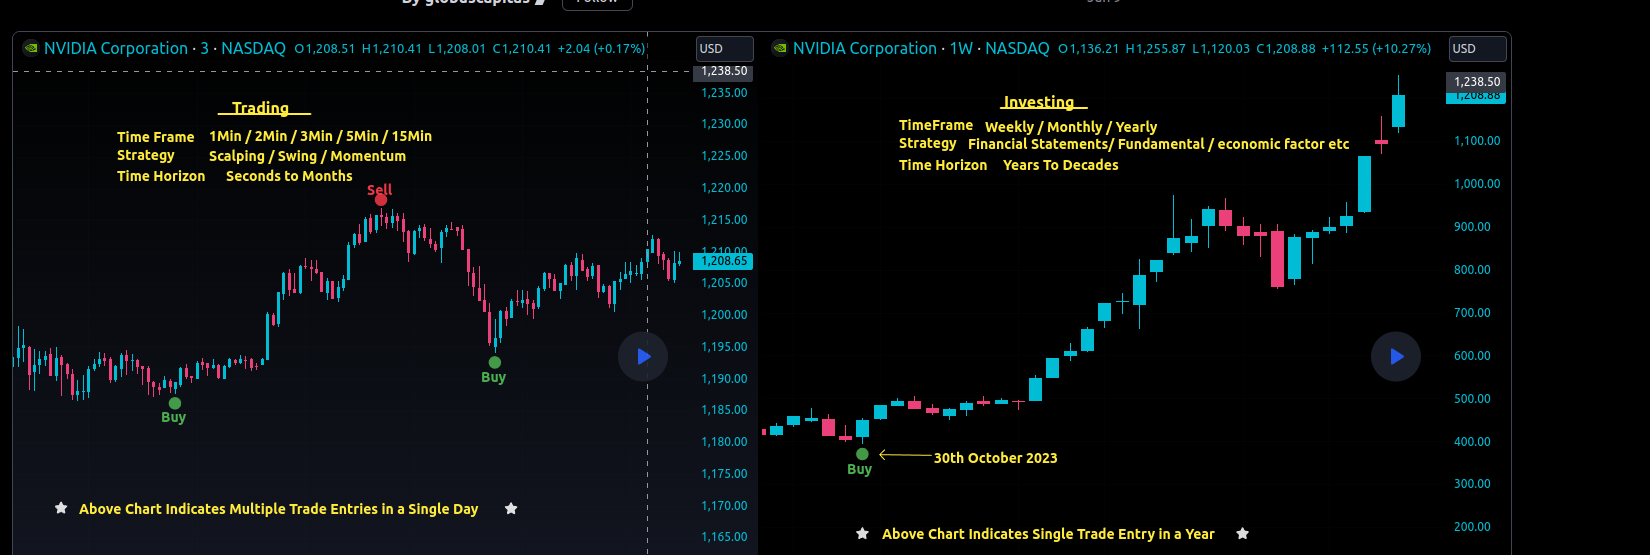 By globalscapitas
Follow
Jun 9
NVIDIA Corporation · 3 · NASDAQ O1,208.51 H1,210.41 L1,208.01 C1,210.41 +2.04 (+0.17%)
USD
1,238.50
1,235.00
1,230.00
1,225.00
1,220.00
1,215.00
1,210.00
1,208.65
1,205.00
1,200.00
1,195.00
1,190.00
1,185.00
1,180.00
1,175.00
1,170.00
1,165.00
Trading
Time Frame 1Min / 2Min / 3Min / 5Min / 15Min
Strategy Scalping / Swing / Momentum
Time Horizon Seconds to Months
Sell
Buy
Buy
Above Chart Indicates Multiple Trade Entries in a Single Day
NVIDIA Corporation · 1W · NASDAQ O1,136.21 H1,255.87 L1,120.03 C1,208.88 +112.55 (+10.27%)
USD
1,238.50
1,208.88
1,100.00
1,000.00
900.00
800.00
700.00
600.00
500.00
400.00
300.00
200.00
Investing
TimeFrame Weekly / Monthly / Yearly
Strategy Financial Statements/ Fundamental / economic factor etc
Time Horizon Years To Decades
30th October 2023
Buy
Above Chart Indicates Single Trade Entry in a Year